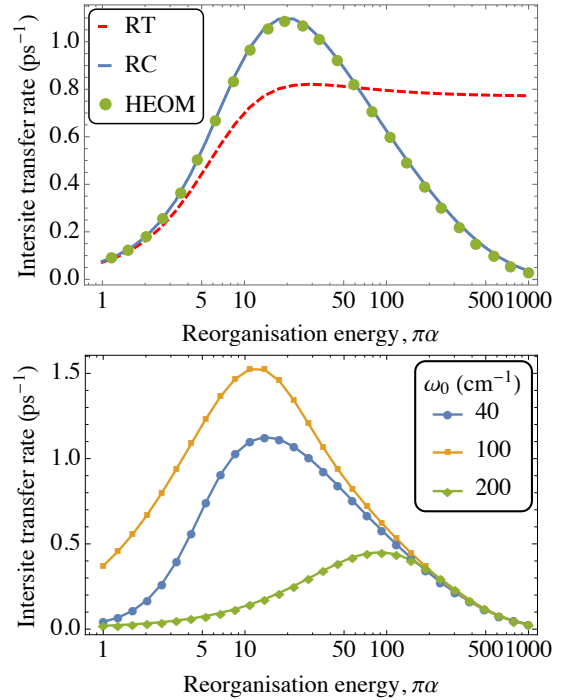 Intersite transfer rate (ps⁻¹)
1.0
0.8
0.6
0.4
0.2
0.0
RT
RC
HEOM
1 5 10 50 100 500 1000
Reorganisation energy, πα
Intersite transfer rate (ps⁻¹)
1.5
1.0
0.5
0.0
ω₀ (cm⁻¹)
40
100
200
1 5 10 50 100 500 1000
Reorganisation energy, πα